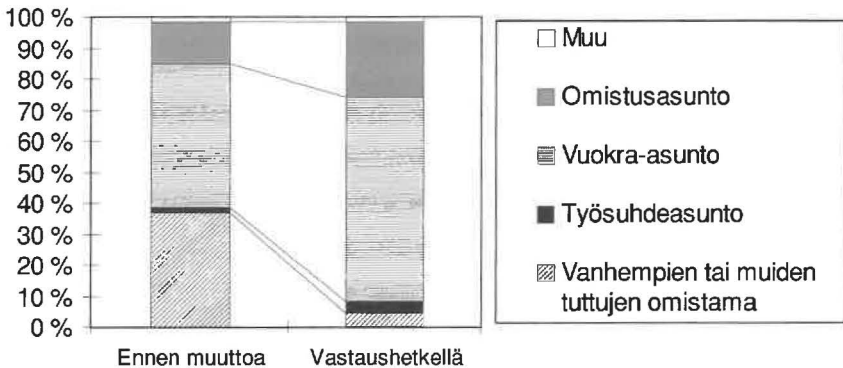 100 %
90 %
80 %
70 %
60 %
50 %
40 %
30 %
20 %
10 %
0 %
Ennen muuttoa
Vastaushetkellä
Muu
Omistusasunto
Vuokra-asunto
Työsuhdeasunto
Vanhempien tai muiden
tuttujen omistama